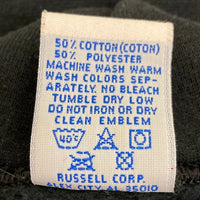 50% COTTON (COTON)
50% POLYESTER
MACHINE WASH WARM
WASH COLORS SEP-
ARATELY. NO BLEACH
TUMBLE DRY LOW
DO NOT IRON OR DRY
CLEAN EMBLEM
40°C
RUSSELL CORP.
ALEX CITY, AL 35010